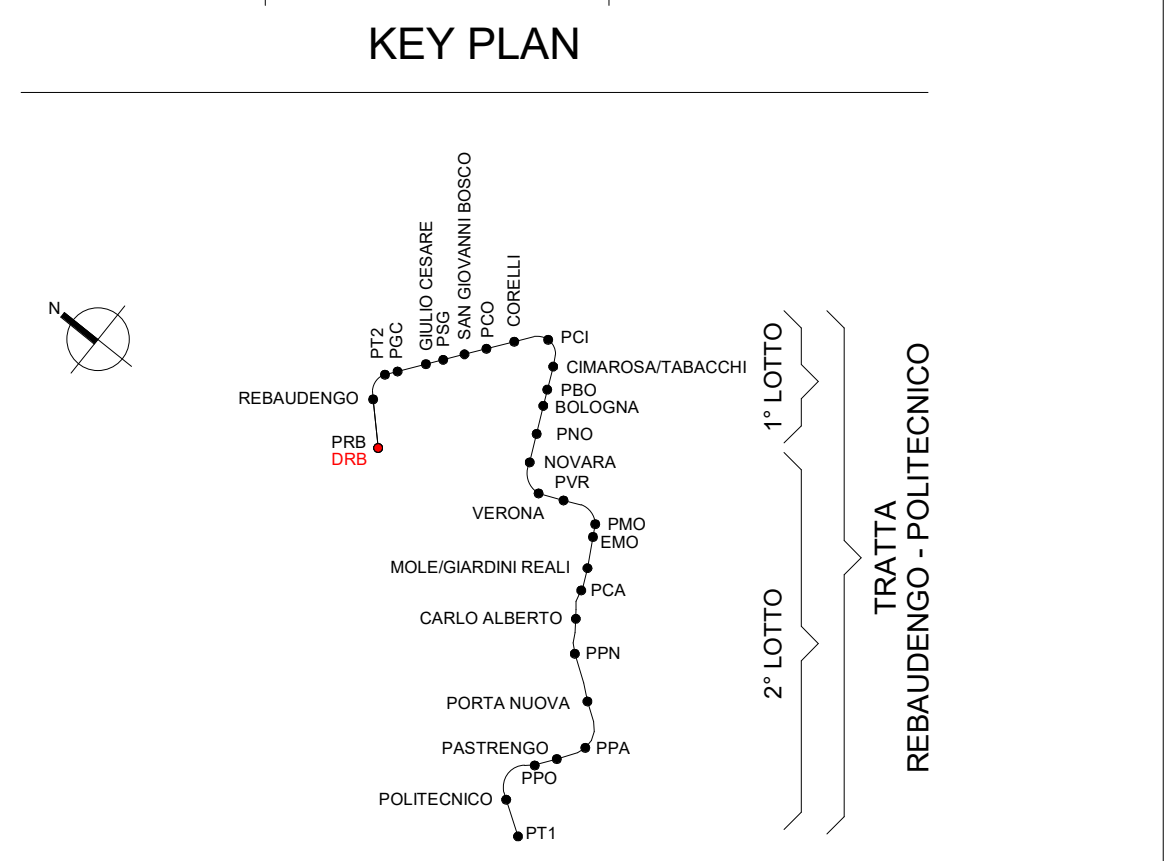 KEY PLAN
N
PT2
PGC
GIULIO CESARE
PSG
SAN GIOVANNI BOSCO
PCO
CORELLI
PCI
CIMAROSA/TABACCHI
REBAUDENGO
PBO
BOLOGNA
PRB
DRB
PNO
NOVARA
PVR
VERONA
PMO
EMO
MOLE/GIARDINI REALI
PCA
CARLO ALBERTO
PPN
PORTA NUOVA
PASTRENGO
PPA
PPO
POLITECNICO
PT1
1° LOTTO
2° LOTTO
TRATTA
REBAUDENGO - POLITECNICO